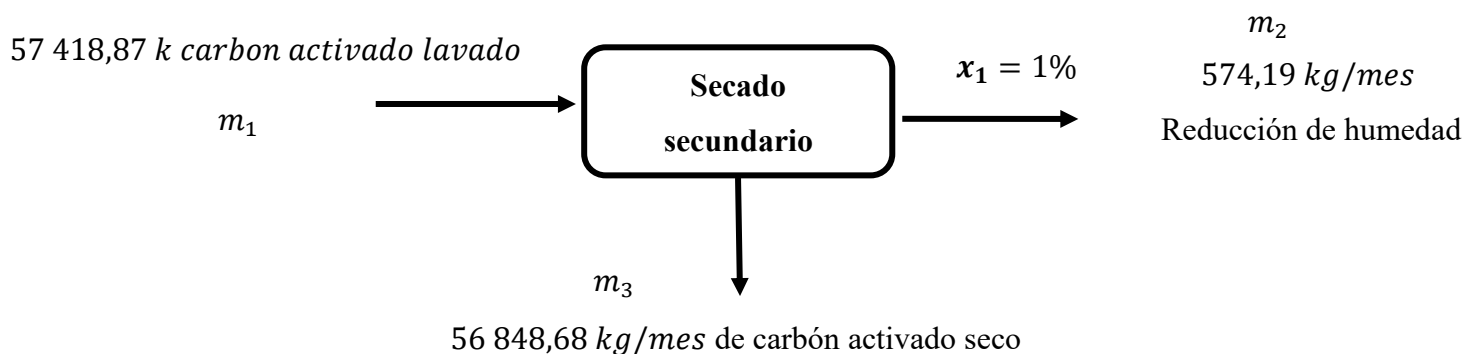 57 418,87 k carbon activado lavado
m₁
Secado
secundario
x₁ = 1%
m₂
574,19 kg/mes
Reducción de humedad
m₃
56 848,68 kg/mes de carbón activado seco